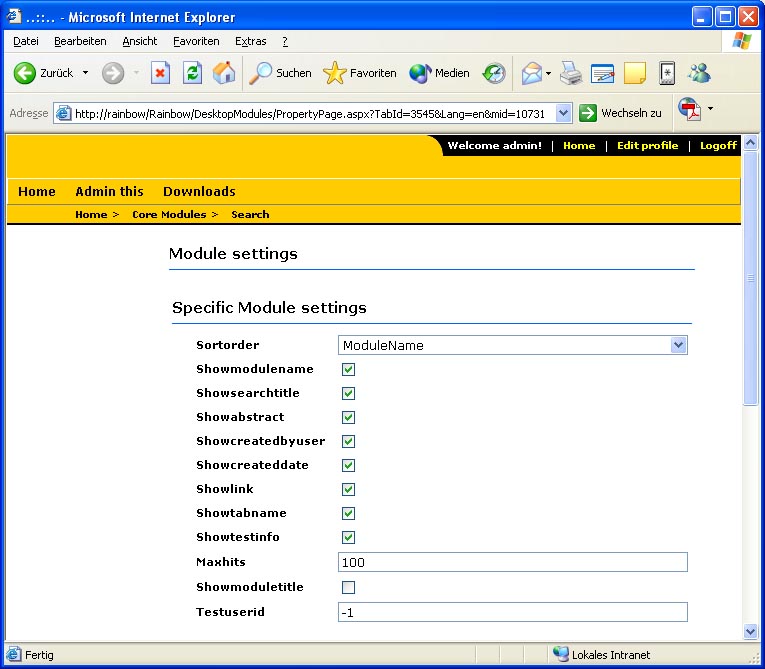 ..::.. - Microsoft Internet Explorer
Datei Bearbeiten Ansicht Favoriten Extras ?
Zurück Suchen Favoriten Medien
Adresse http://rainbow/Rainbow/DesktopModules/PropertyPage.aspx?TabId=3545&Lang=en&mid=10731 Wechseln zu
Welcome admin! | Home | Edit profile | Logoff
Home Admin this Downloads
Home > Core Modules > Search
Module settings
Specific Module settings
Sortorder ModuleName
Showmodulename
Showsearchtitle
Showabstract
Showcreatedbyuser
Showcreateddate
Showlink
Showtabname
Showtestinfo
Maxhits 100
Showmoduletitle
Testuserid -1
Fertig Lokales Intranet